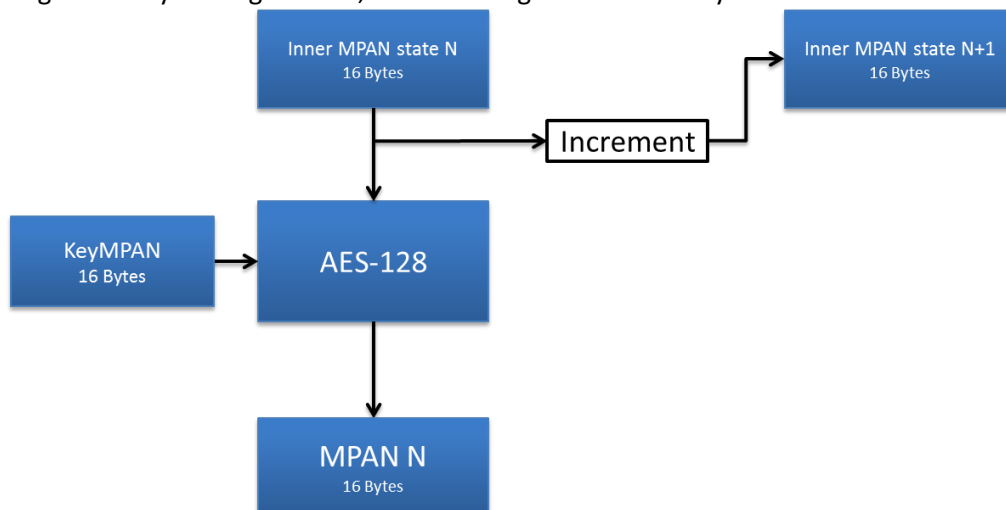 Inner MPAN state N
16 Bytes
Inner MPAN state N+1
16 Bytes
Increment
KeyMPAN
16 Bytes
AES-128
MPAN N
16 Bytes